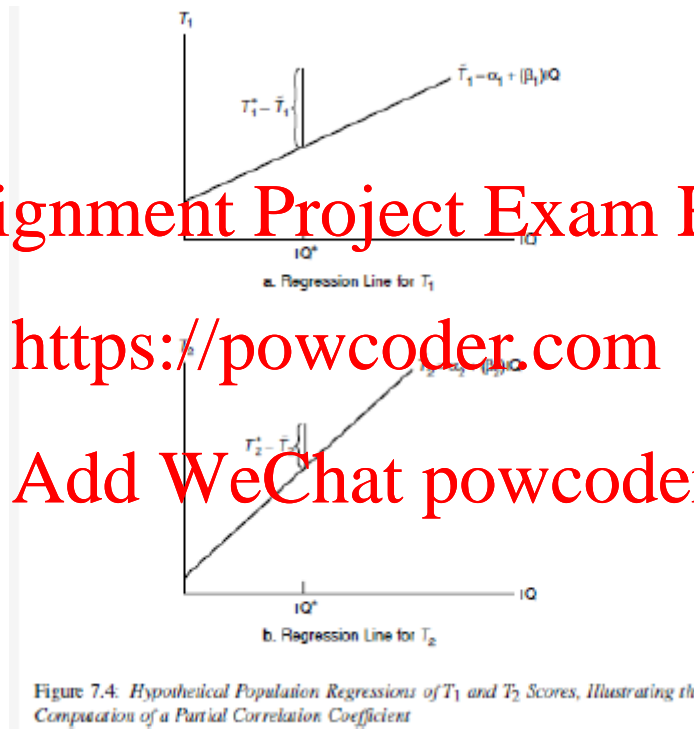 T₁
T̃₁ = α₁ + (β₁)IQ
T₁* − T̃₁
ignment Project Exam
IQ
IQ*
a. Regression Line for T₁
https://powcoder.com
T₂* −
Add WeChat powcoder
IQ
IQ*
b. Regression Line for T₂
Figure 7.4: Hypothetical Population Regressions of T₁ and T₂ Scores, Illustrating th
Computation of a Partial Correlation Coefficient